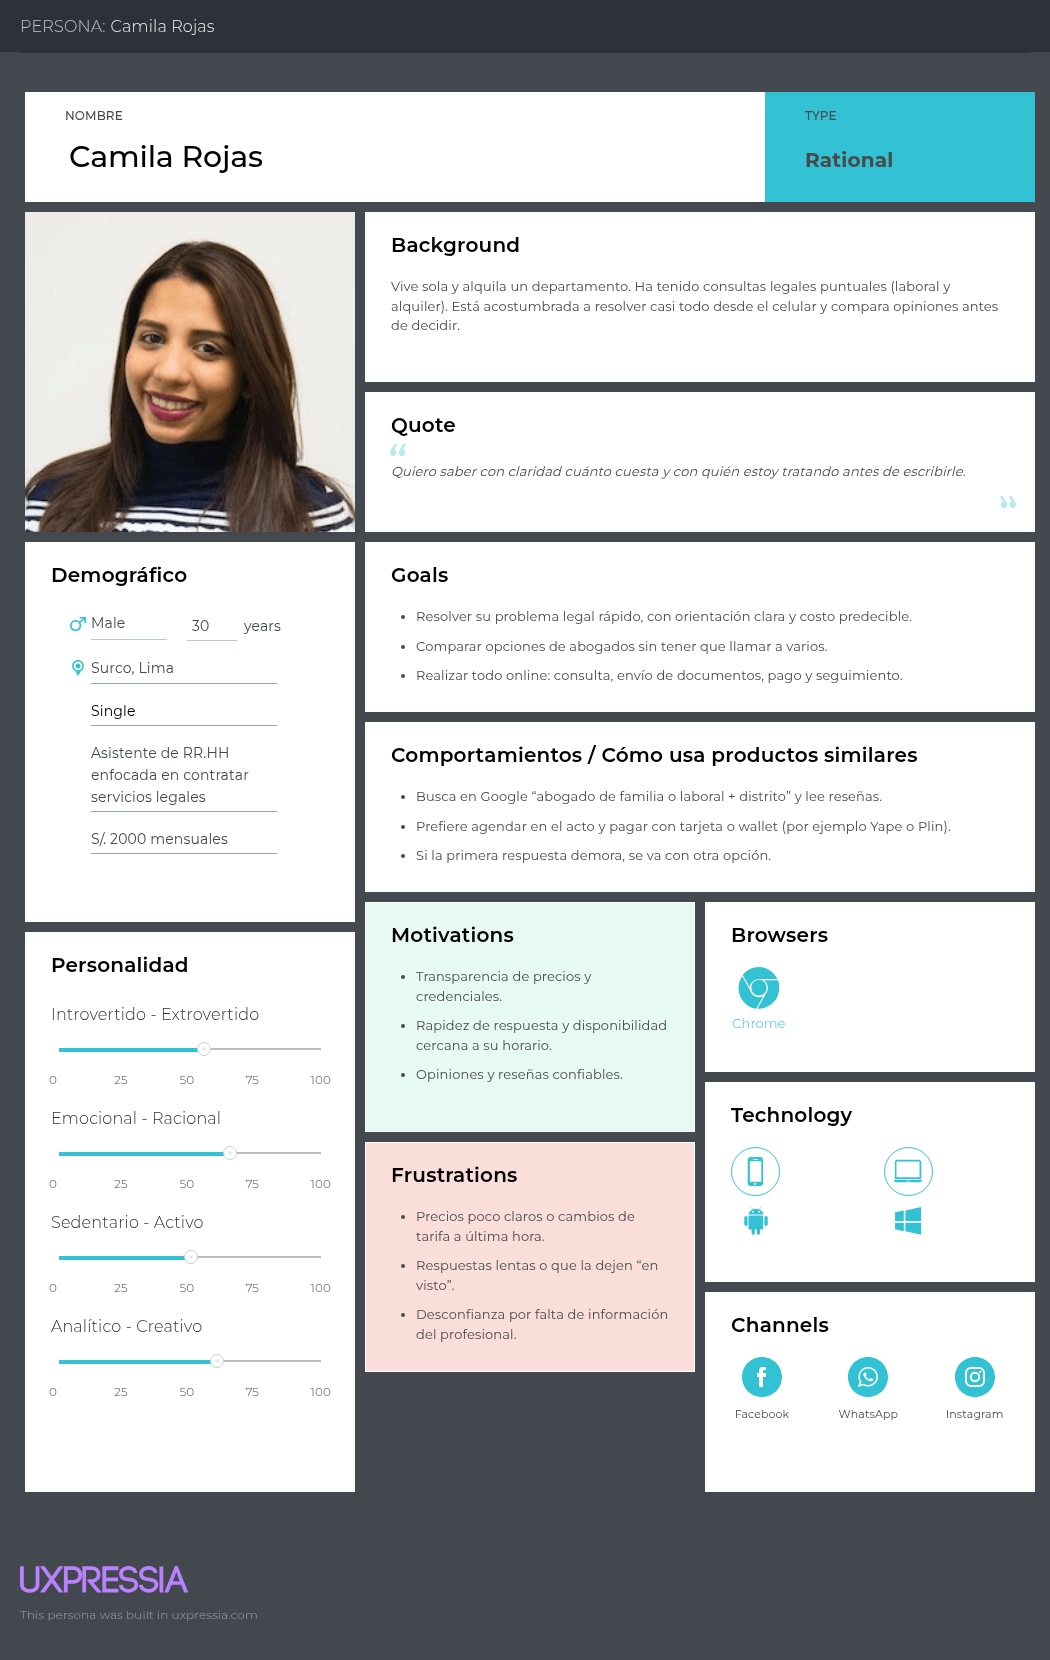 PERSONA: Camila Rojas
NOMBRE
Camila Rojas
TYPE
Rational
Background
Vive sola y alquila un departamento. Ha tenido consultas legales puntuales (laboral y
alquiler). Está acostumbrada a resolver casi todo desde el celular y compara opiniones antes
de decidir.
Quote
“
Quiero saber con claridad cuánto cuesta y con quién estoy tratando antes de escribirle.
”
Demográfico
Male 30 years
Surco, Lima
Single
Asistente de RR.HH
enfocada en contratar
servicios legales
S/. 2000 mensuales
Goals
• Resolver su problema legal rápido, con orientación clara y costo predecible.
• Comparar opciones de abogados sin tener que llamar a varios.
• Realizar todo online: consulta, envío de documentos, pago y seguimiento.
Comportamientos / Cómo usa productos similares
• Busca en Google “abogado de familia o laboral + distrito” y lee reseñas.
• Prefiere agendar en el acto y pagar con tarjeta o wallet (por ejemplo Yape o Plin).
• Si la primera respuesta demora, se va con otra opción.
Personalidad
Introvertido - Extrovertido
0 25 50 75 100
Emocional - Racional
0 25 50 75 100
Sedentario - Activo
0 25 50 75 100
Analítico - Creativo
0 25 50 75 100
Motivations
• Transparencia de precios y
credenciales.
• Rapidez de respuesta y disponibilidad
cercana a su horario.
• Opiniones y reseñas confiables.
Frustrations
• Precios poco claros o cambios de
tarifa a última hora.
• Respuestas lentas o que la dejen “en
visto”.
• Desconfianza por falta de información
del profesional.
Browsers
Chrome
Technology
Channels
Facebook WhatsApp Instagram
UXPRESSIA
This persona was built in uxpressia.com